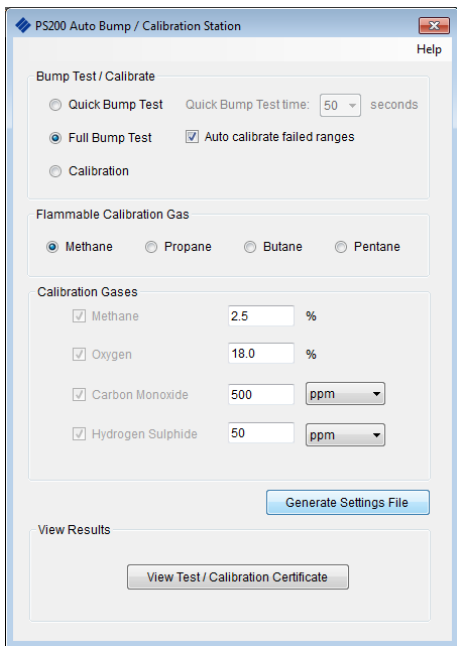 PS200 Auto Bump / Calibration Station
Help
Bump Test / Calibrate
Quick Bump Test Quick Bump Test time: 50 seconds
Full Bump Test Auto calibrate failed ranges
Calibration
Flammable Calibration Gas
Methane Propane Butane Pentane
Calibration Gases
Methane 2.5 %
Oxygen 18.0 %
Carbon Monoxide 500 ppm
Hydrogen Sulphide 50 ppm
Generate Settings File
View Results
View Test / Calibration Certificate